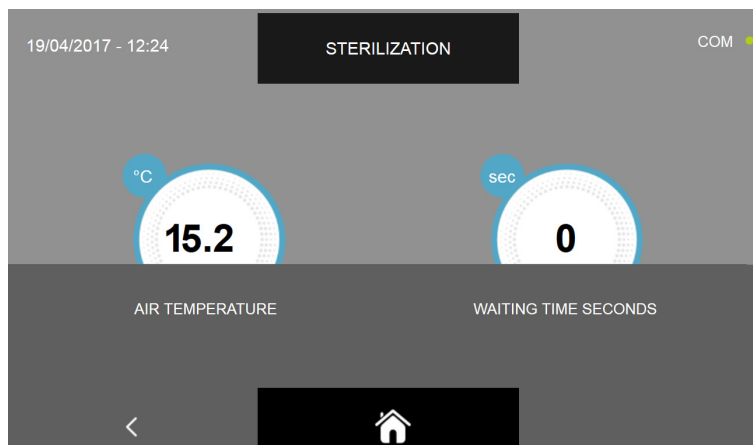 19/04/2017 - 12:24
STERILIZATION
COM
°C
sec
15.2
0
AIR TEMPERATURE
WAITING TIME SECONDS